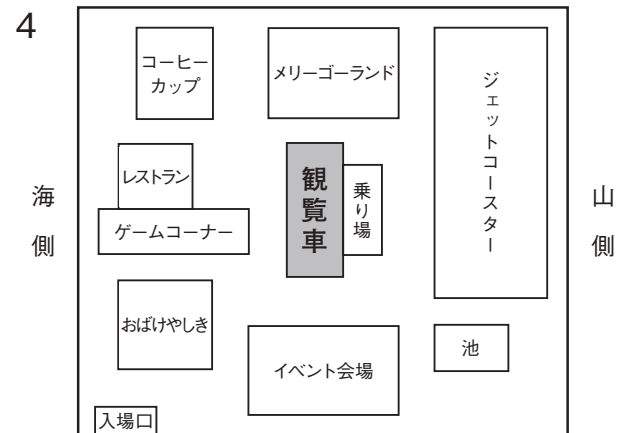 4
コーヒー
カップ
メリーゴーランド
ジェットコースター
海側
レストラン
観覧車
乗り場
山側
ゲームコーナー
おばけやしき
イベント会場
池
入場口